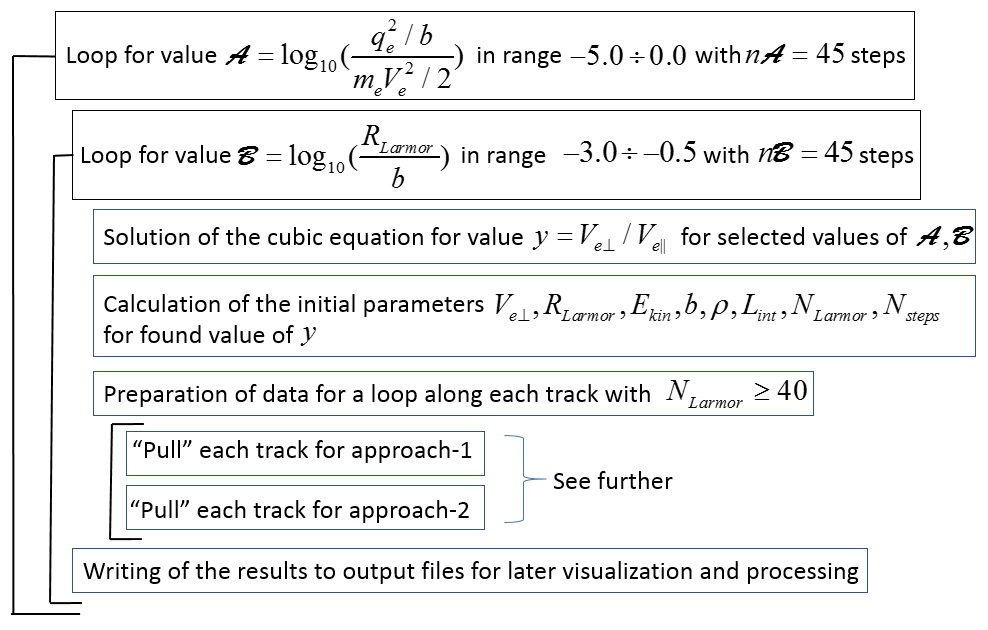 Loop for value 𝓐 = log₁₀(qₑ² / b / mₑVₑ² / 2) in range −5.0 ÷ 0.0 with n𝓐 = 45 steps
Loop for value 𝓑 = log₁₀(R_Larmor / b) in range −3.0 ÷ −0.5 with n𝓑 = 45 steps
Solution of the cubic equation for value y = V_e⊥ / V_e∥ for selected values of 𝓐,𝓑
Calculation of the initial parameters V_e⊥, R_Larmor, E_kin, b, ρ, L_int, N_Larmor, N_steps
for found value of y
Preparation of data for a loop along each track with N_Larmor ≥ 40
“Pull” each track for approach-1
See further
“Pull” each track for approach-2
Writing of the results to output files for later visualization and processing